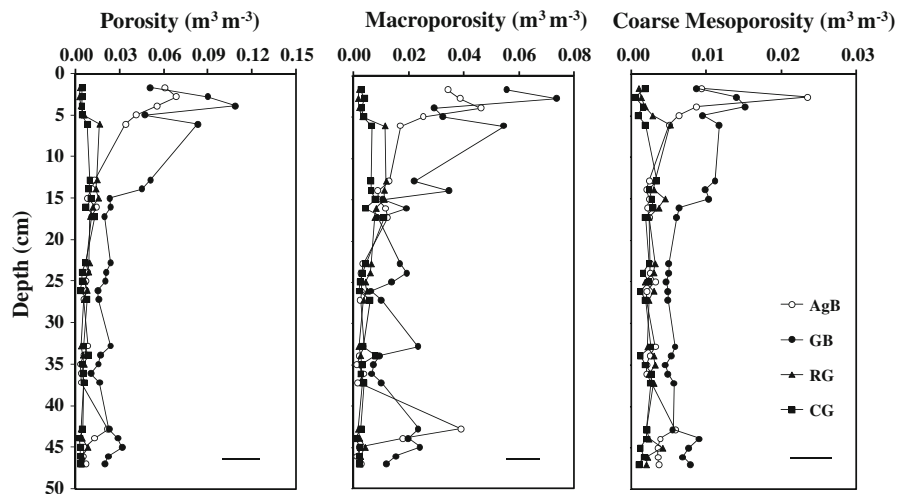 Porosity (m³ m⁻³) Macroporosity (m³ m⁻³) Coarse Mesoporosity (m³ m⁻³)
0.00 0.03 0.06 0.09 0.12 0.15 0.00 0.02 0.04 0.06 0.08 0.00 0.01 0.02 0.03
0
5
10
15
20
25
30
35
40
45
50
Depth (cm)
AgB
GB
RG
CG